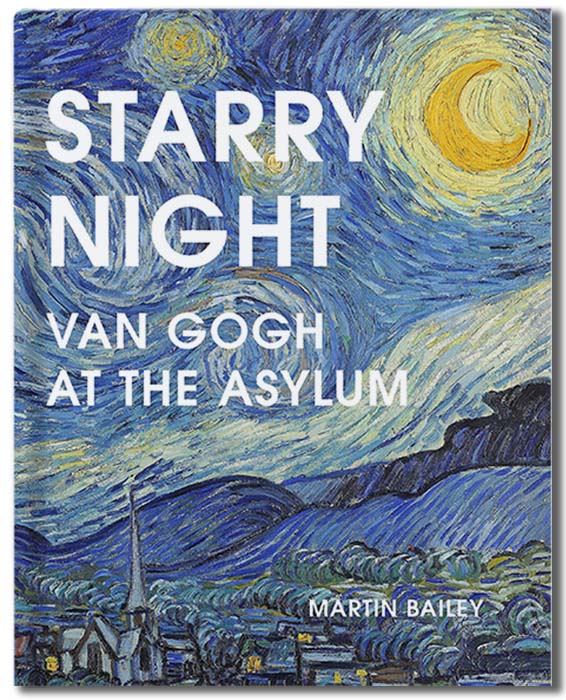 STARRY
NIGHT
VAN GOGH
AT THE ASYLUM
MARTIN BAILEY